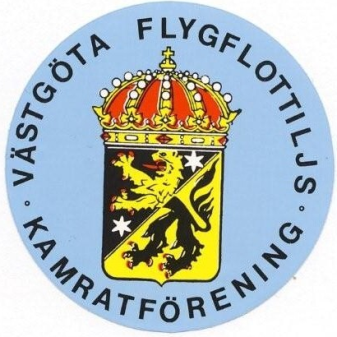 VÄSTGÖTA FLYGFLOTTILJS
· KAMRATFÖRENING ·